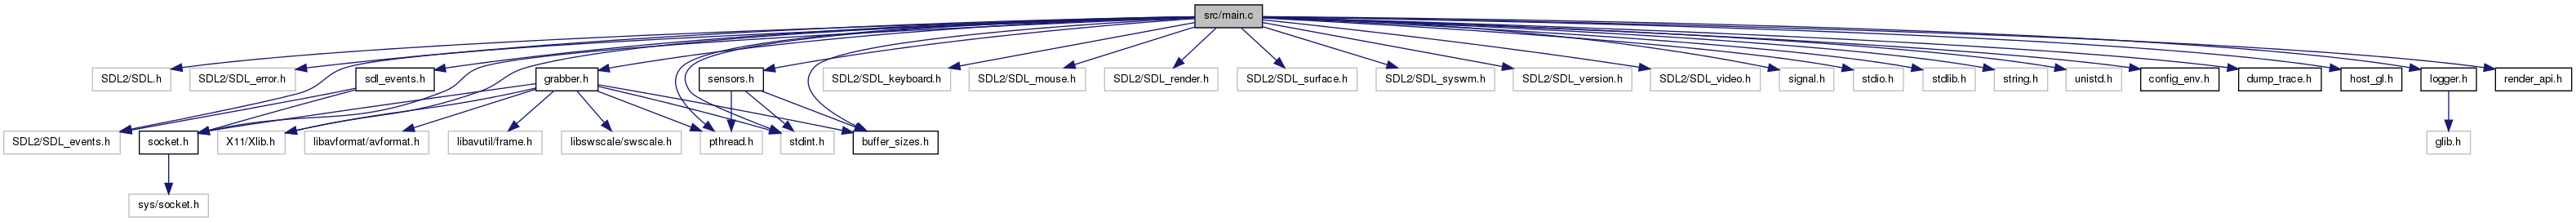 src/main.c
SDL2/SDL.h
SDL2/SDL_error.h
sdl_events.h
grabber.h
sensors.h
SDL2/SDL_keyboard.h
SDL2/SDL_mouse.h
SDL2/SDL_render.h
SDL2/SDL_surface.h
SDL2/SDL_syswm.h
SDL2/SDL_version.h
SDL2/SDL_video.h
signal.h
stdio.h
stdlib.h
string.h
unistd.h
config_env.h
dump_trace.h
host_gl.h
logger.h
render_api.h
SDL2/SDL_events.h
socket.h
X11/Xlib.h
libavformat/avformat.h
libavutil/frame.h
libswscale/swscale.h
pthread.h
stdint.h
buffer_sizes.h
glib.h
sys/socket.h